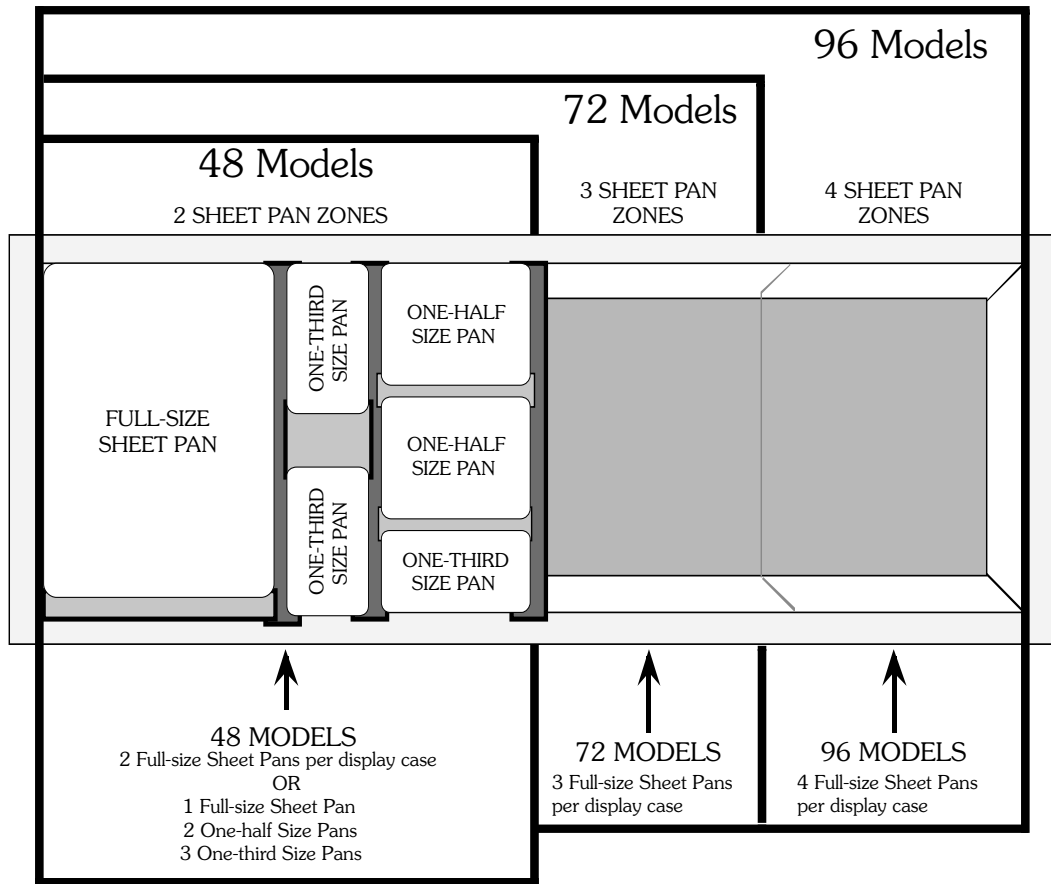 96 Models
72 Models
48 Models
2 SHEET PAN ZONES
3 SHEET PAN
ZONES
4 SHEET PAN
ZONES
FULL-SIZE
SHEET PAN
ONE-THIRD
SIZE PAN
ONE-THIRD
SIZE PAN
ONE-HALF
SIZE PAN
ONE-HALF
SIZE PAN
ONE-THIRD
SIZE PAN
48 MODELS
2 Full-size Sheet Pans per display case
OR
1 Full-size Sheet Pan
2 One-half Size Pans
3 One-third Size Pans
72 MODELS
3 Full-size Sheet Pans
per display case
96 MODELS
4 Full-size Sheet Pans
per display case